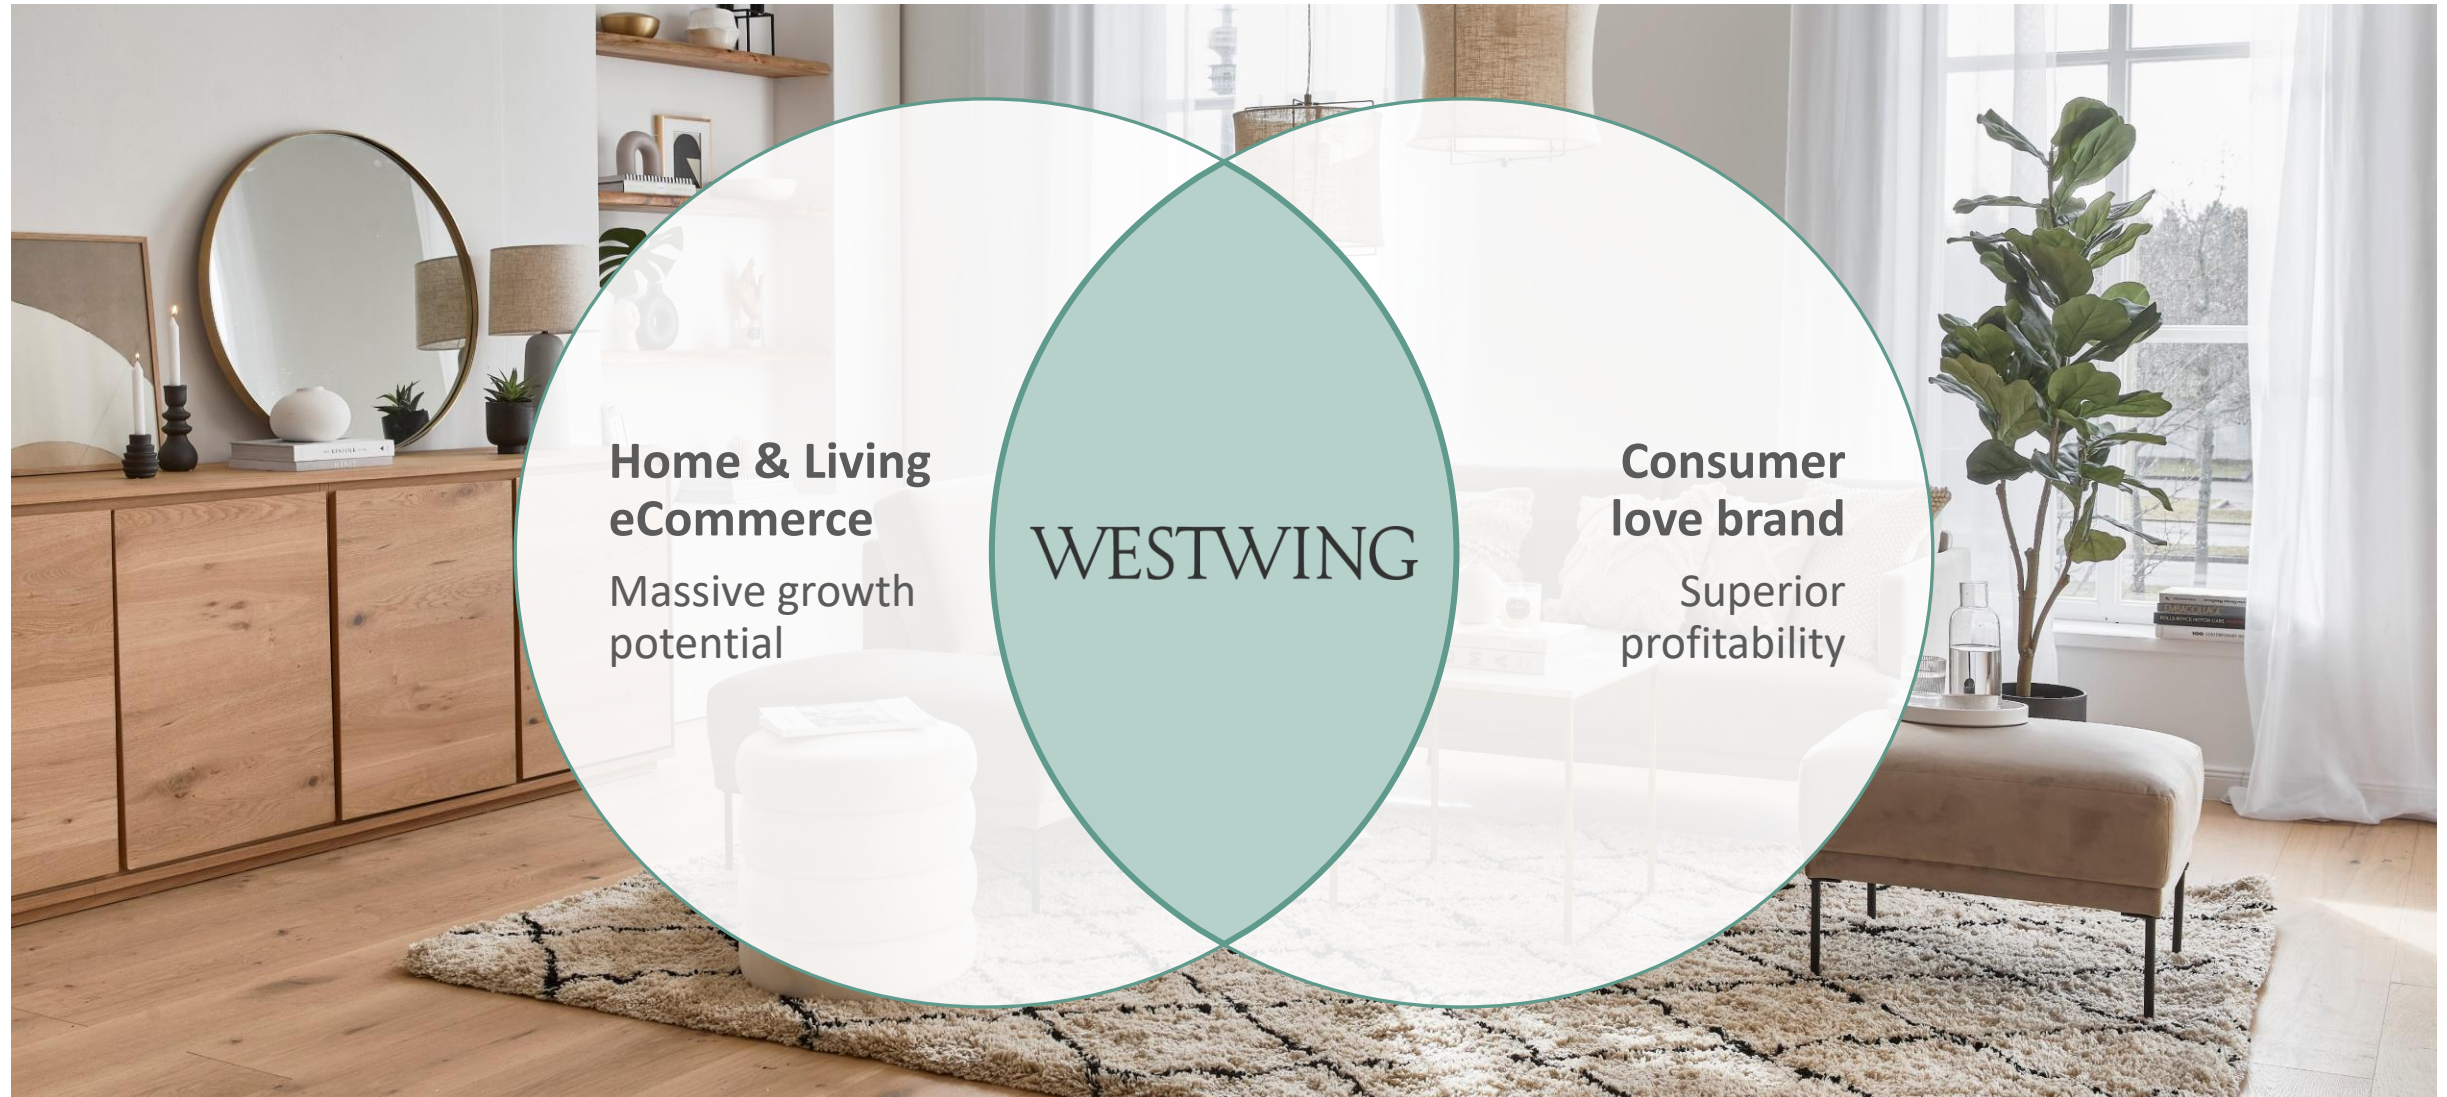 Home & Living
eCommerce
Massive growth
potential
WESTWING
Consumer
love brand
Superior
profitability